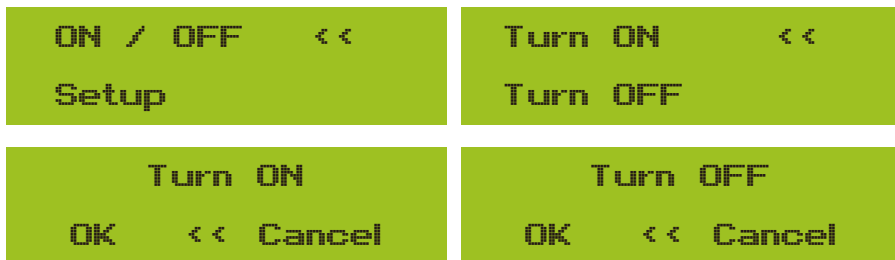 ON / OFF <<
Setup
Turn ON <<
Turn OFF
Turn ON
OK << Cancel
Turn OFF
OK << Cancel